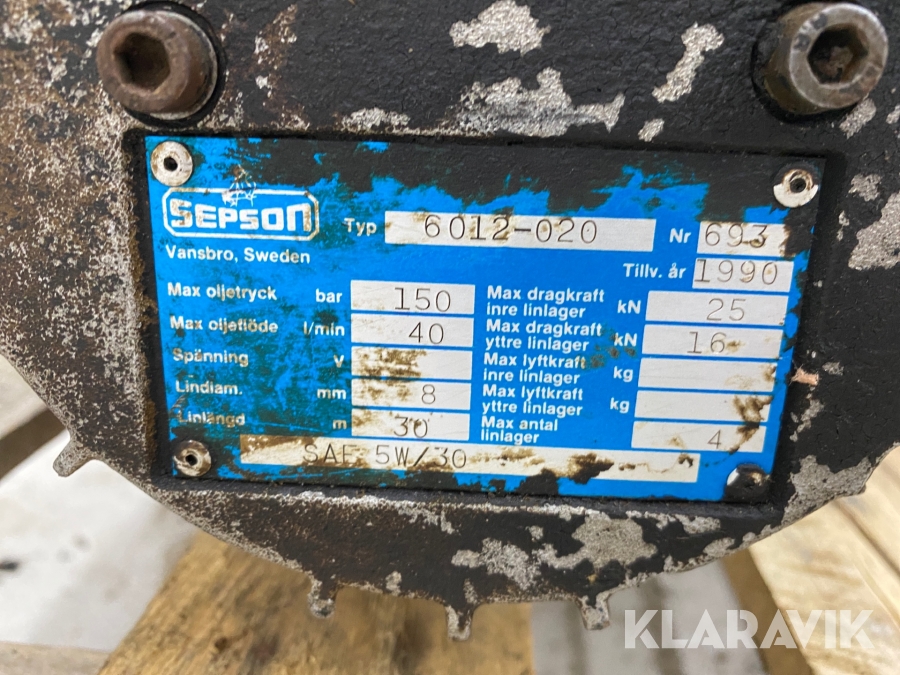 SEPSON
Typ 6012-020 Nr 693
Vansbro, Sweden
Tillv. år 1990
Max oljetryck bar 150
Max oljeflöde l/min 40
Spänning V
Lindiam. mm 8
Linlängd m 30
Max dragkraft
inre linlager kN 25
Max dragkraft
yttre linlager kN 16
Max lyftkraft
inre linlager kg
Max lyftkraft
yttre linlager kg
Max antal
linlager 4
SAE 5W/30
KLARAVIK